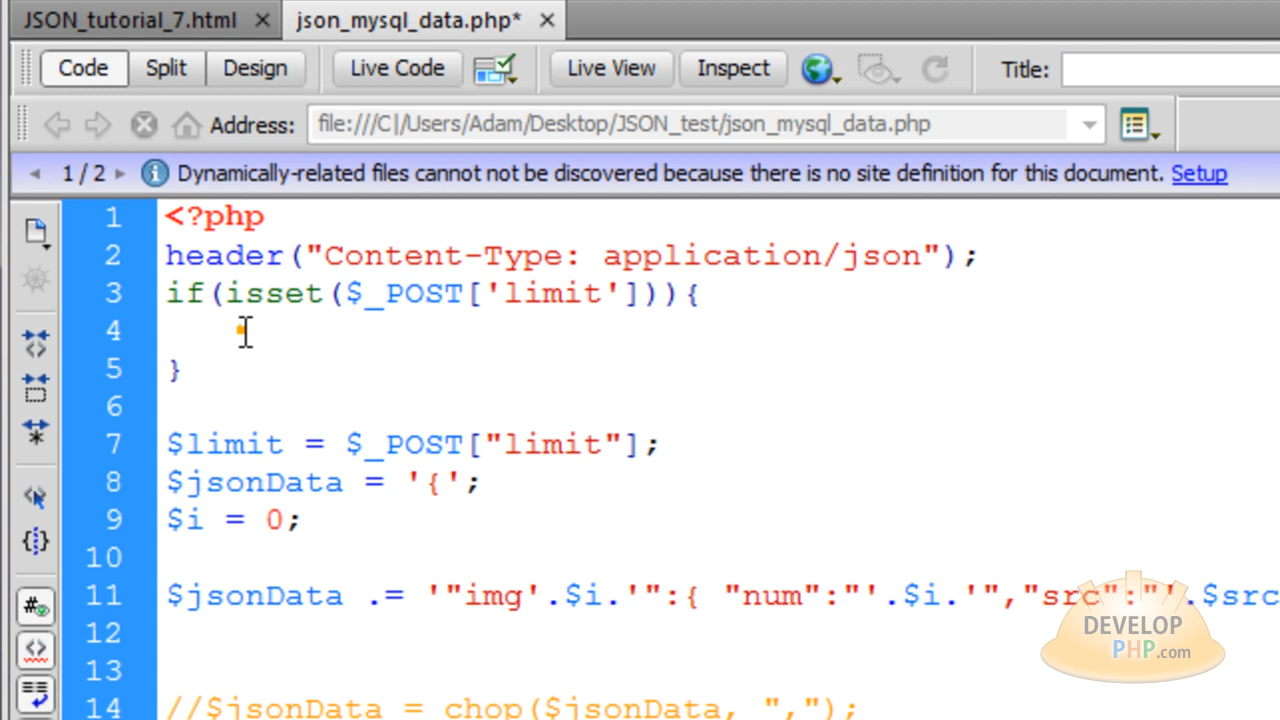 JSON_tutorial_7.html × json_mysql_data.php* ×
Code Split Design Live Code Live View Inspect Title:
Address: file:///C|/Users/Adam/Desktop/JSON_test/json_mysql_data.php
1 / 2 Dynamically-related files cannot not be discovered because there is no site definition for this document. Setup
1 <?php
2 header("Content-Type: application/json");
3 if(isset($_POST['limit'])){
4
5 }
6
7 $limit = $_POST["limit"];
8 $jsonData = '{';
9 $i = 0;
10
11 $jsonData .= '"img'.$i.'":{ "num":"'.$i.'","src":"'.$src
12
13
14 //$jsonData = chop($jsonData, ",");
DEVELOP
PHP.com